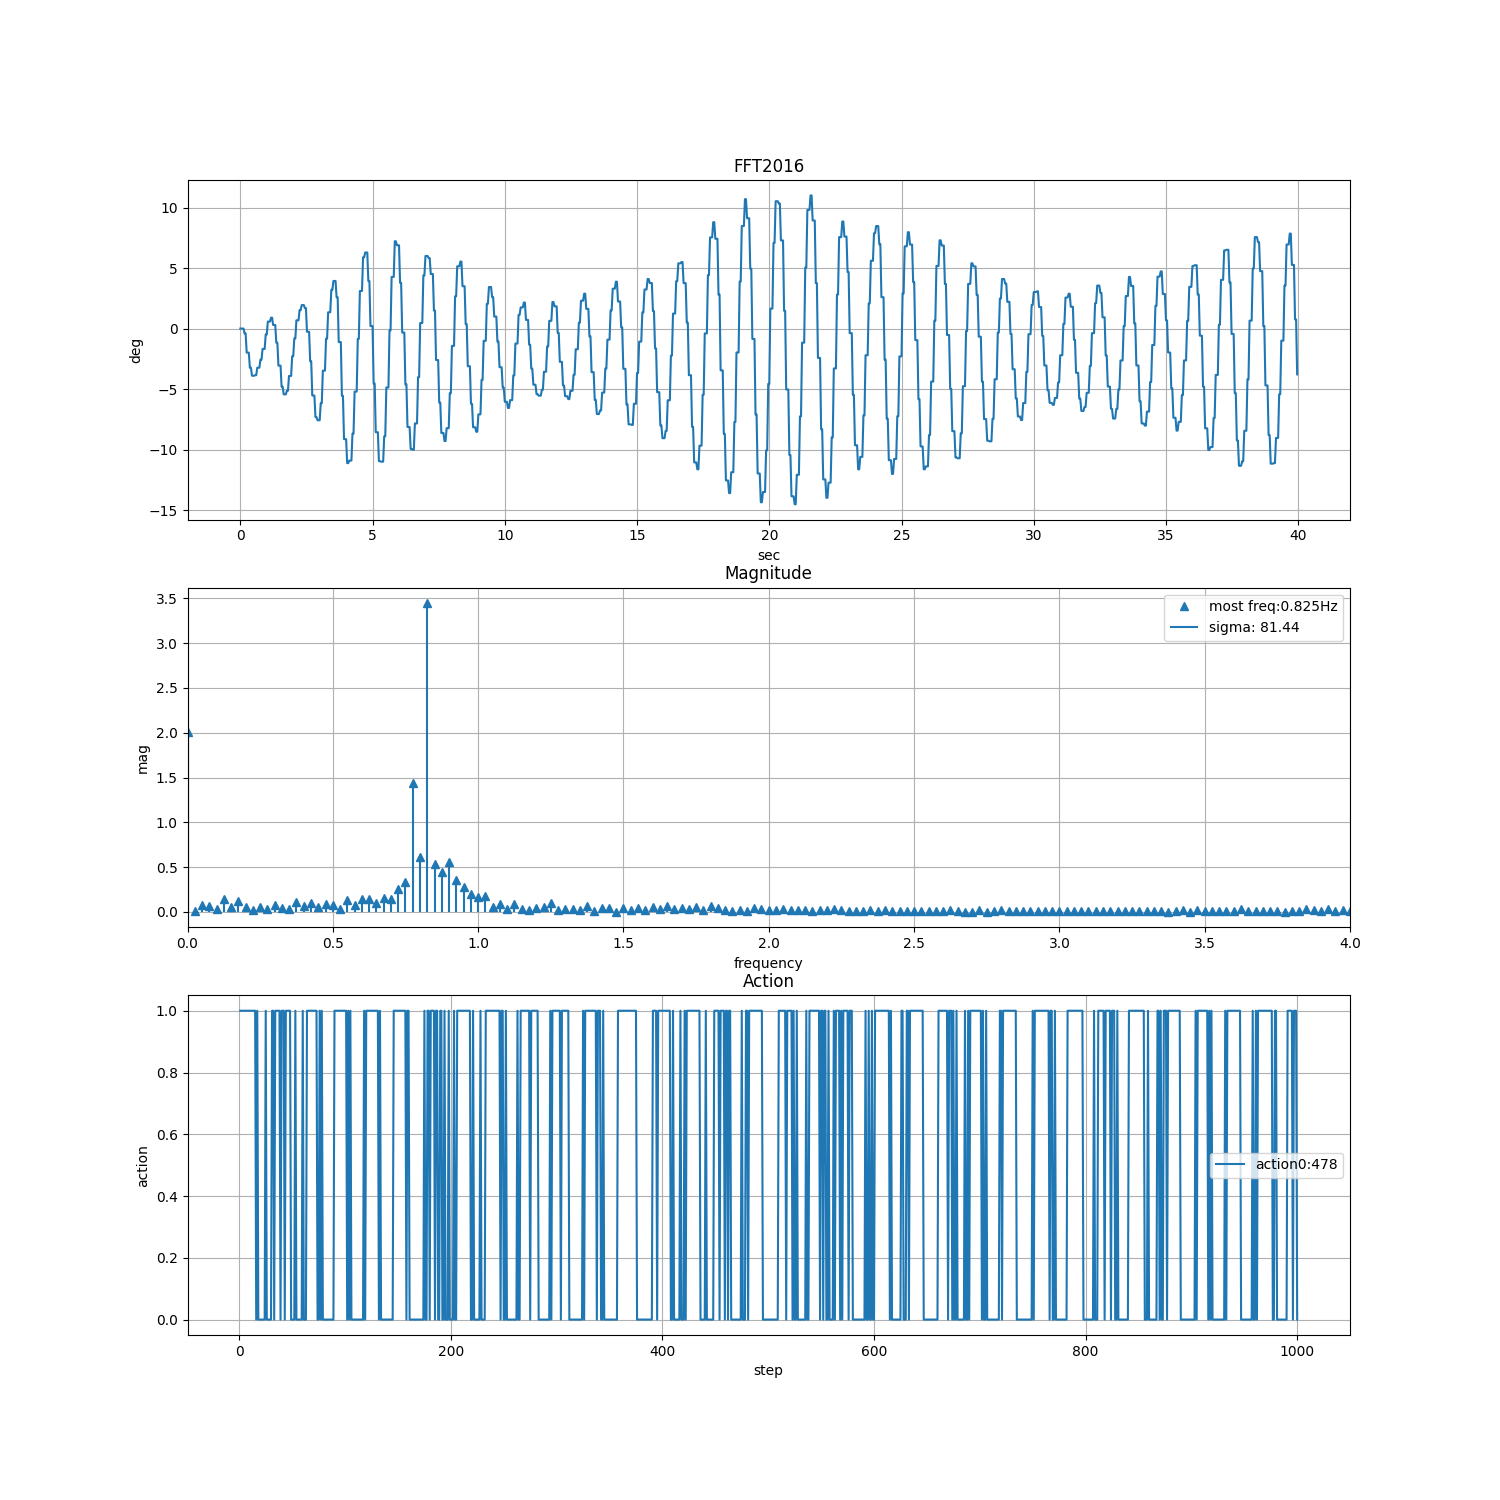 FFT2016
10
5
0
−5
−10
−15
deg
0 5 10 15 20 25 30 35 40
sec
Magnitude
3.5
3.0
2.5
2.0
1.5
1.0
0.5
0.0
mag
most freq:0.825Hz
sigma: 81.44
0.0 0.5 1.0 1.5 2.0 2.5 3.0 3.5 4.0
frequency
Action
1.0
0.8
0.6
0.4
0.2
0.0
action
action0:478
0 200 400 600 800 1000
step